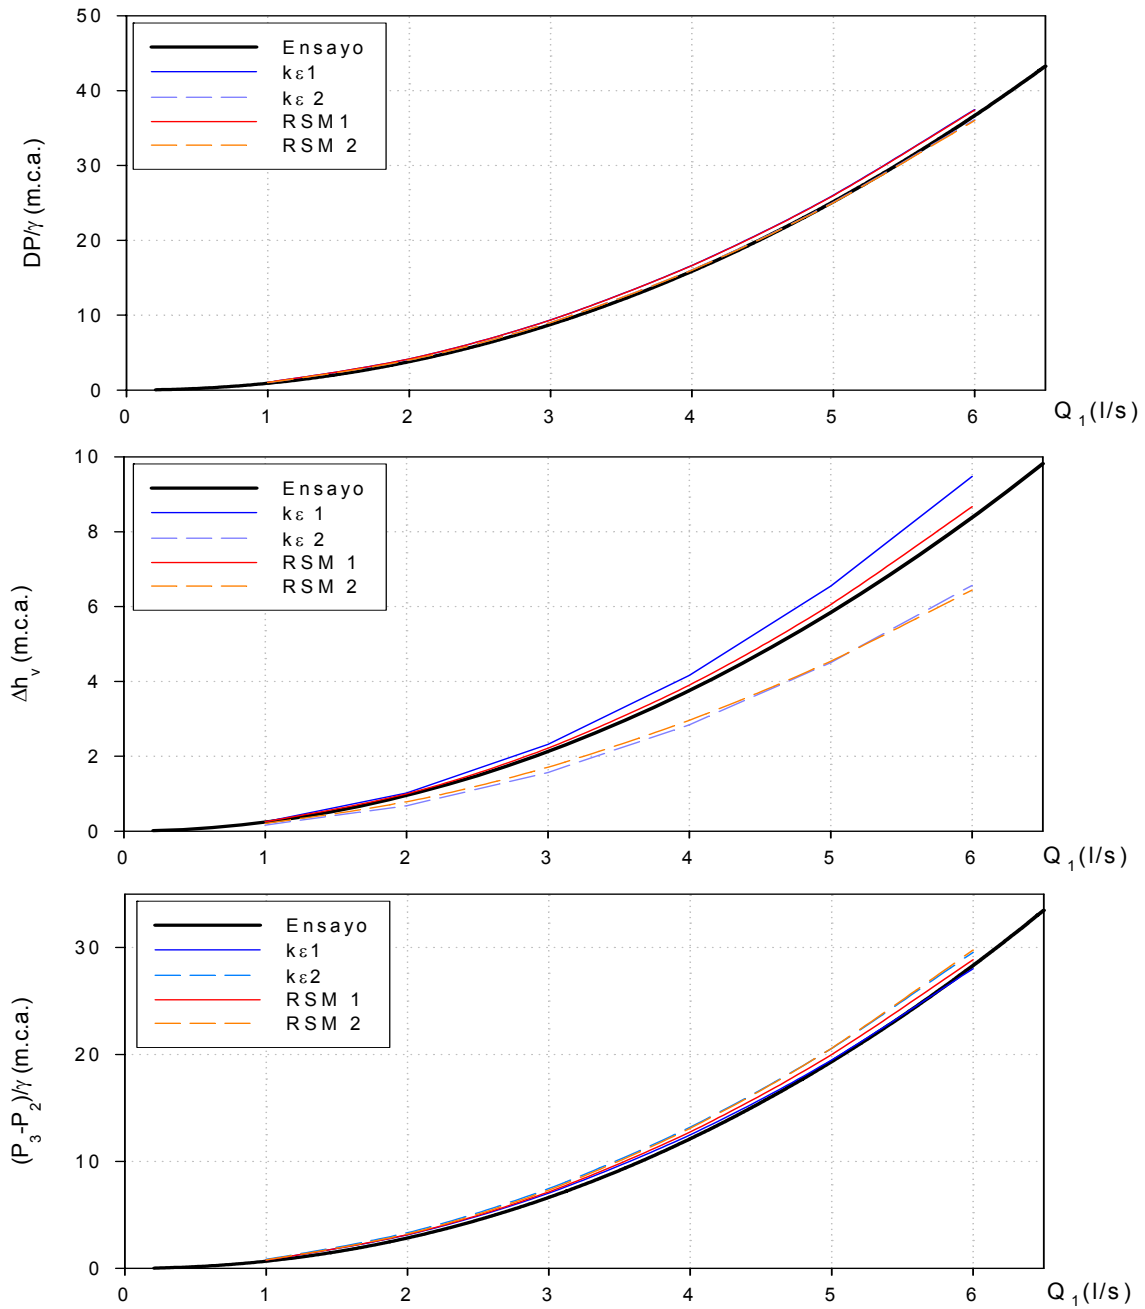 50
40
30
20
10
0
DP/γ (m.c.a.)
Ensayo
kε1
kε 2
RSM 1
RSM 2
0 1 2 3 4 5 6
Q 1(l/s)
10
8
6
4
2
0
Δhv (m.c.a.)
Ensayo
kε 1
kε 2
RSM 1
RSM 2
0 1 2 3 4 5 6
Q 1(l/s)
30
20
10
0
(P3-P2)/γ (m.c.a.)
Ensayo
kε1
kε2
RSM 1
RSM 2
0 1 2 3 4 5 6
Q 1(l/s)